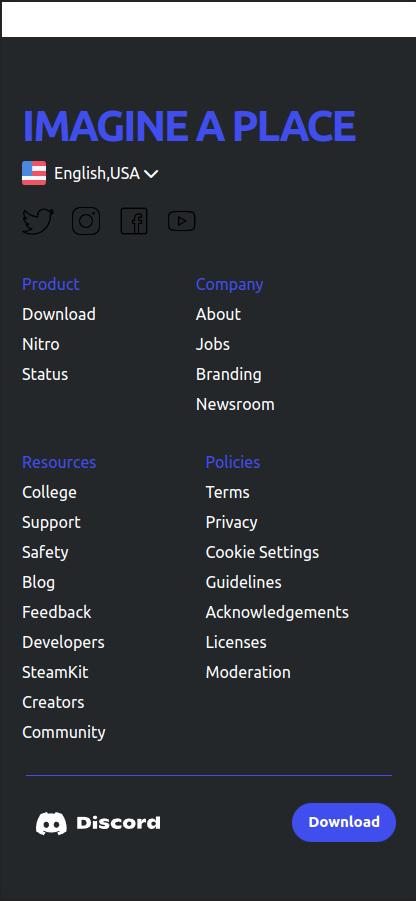 IMAGINE A PLACE
English,USA
Product
Download
Nitro
Status
Company
About
Jobs
Branding
Newsroom
Resources
College
Support
Safety
Blog
Feedback
Developers
SteamKit
Creators
Community
Policies
Terms
Privacy
Cookie Settings
Guidelines
Acknowledgements
Licenses
Moderation
Discord
Download